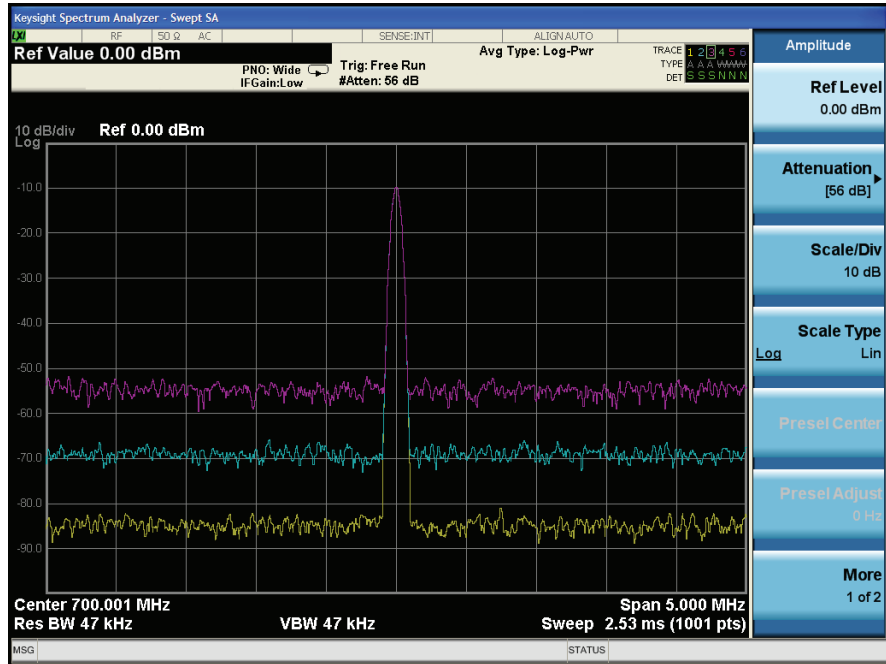 Keysight Spectrum Analyzer - Swept SA
LXI RF 50 Ω AC SENSE:INT ALIGN AUTO
Ref Value 0.00 dBm
PNO: Wide
IFGain:Low
Trig: Free Run
#Atten: 56 dB
Avg Type: Log-Pwr
TRACE 1 2 3 4 5 6
TYPE A A A W W W
DET S S S N N N
10 dB/div Ref 0.00 dBm
Log
-10.0
-20.0
-30.0
-40.0
-50.0
-60.0
-70.0
-80.0
-90.0
Center 700.001 MHz Span 5.000 MHz
Res BW 47 kHz VBW 47 kHz Sweep 2.53 ms (1001 pts)
MSG STATUS
Amplitude
Ref Level
0.00 dBm
Attenuation
[56 dB]
Scale/Div
10 dB
Scale Type
Log Lin
Presel Center
Presel Adjust
0 Hz
More
1 of 2